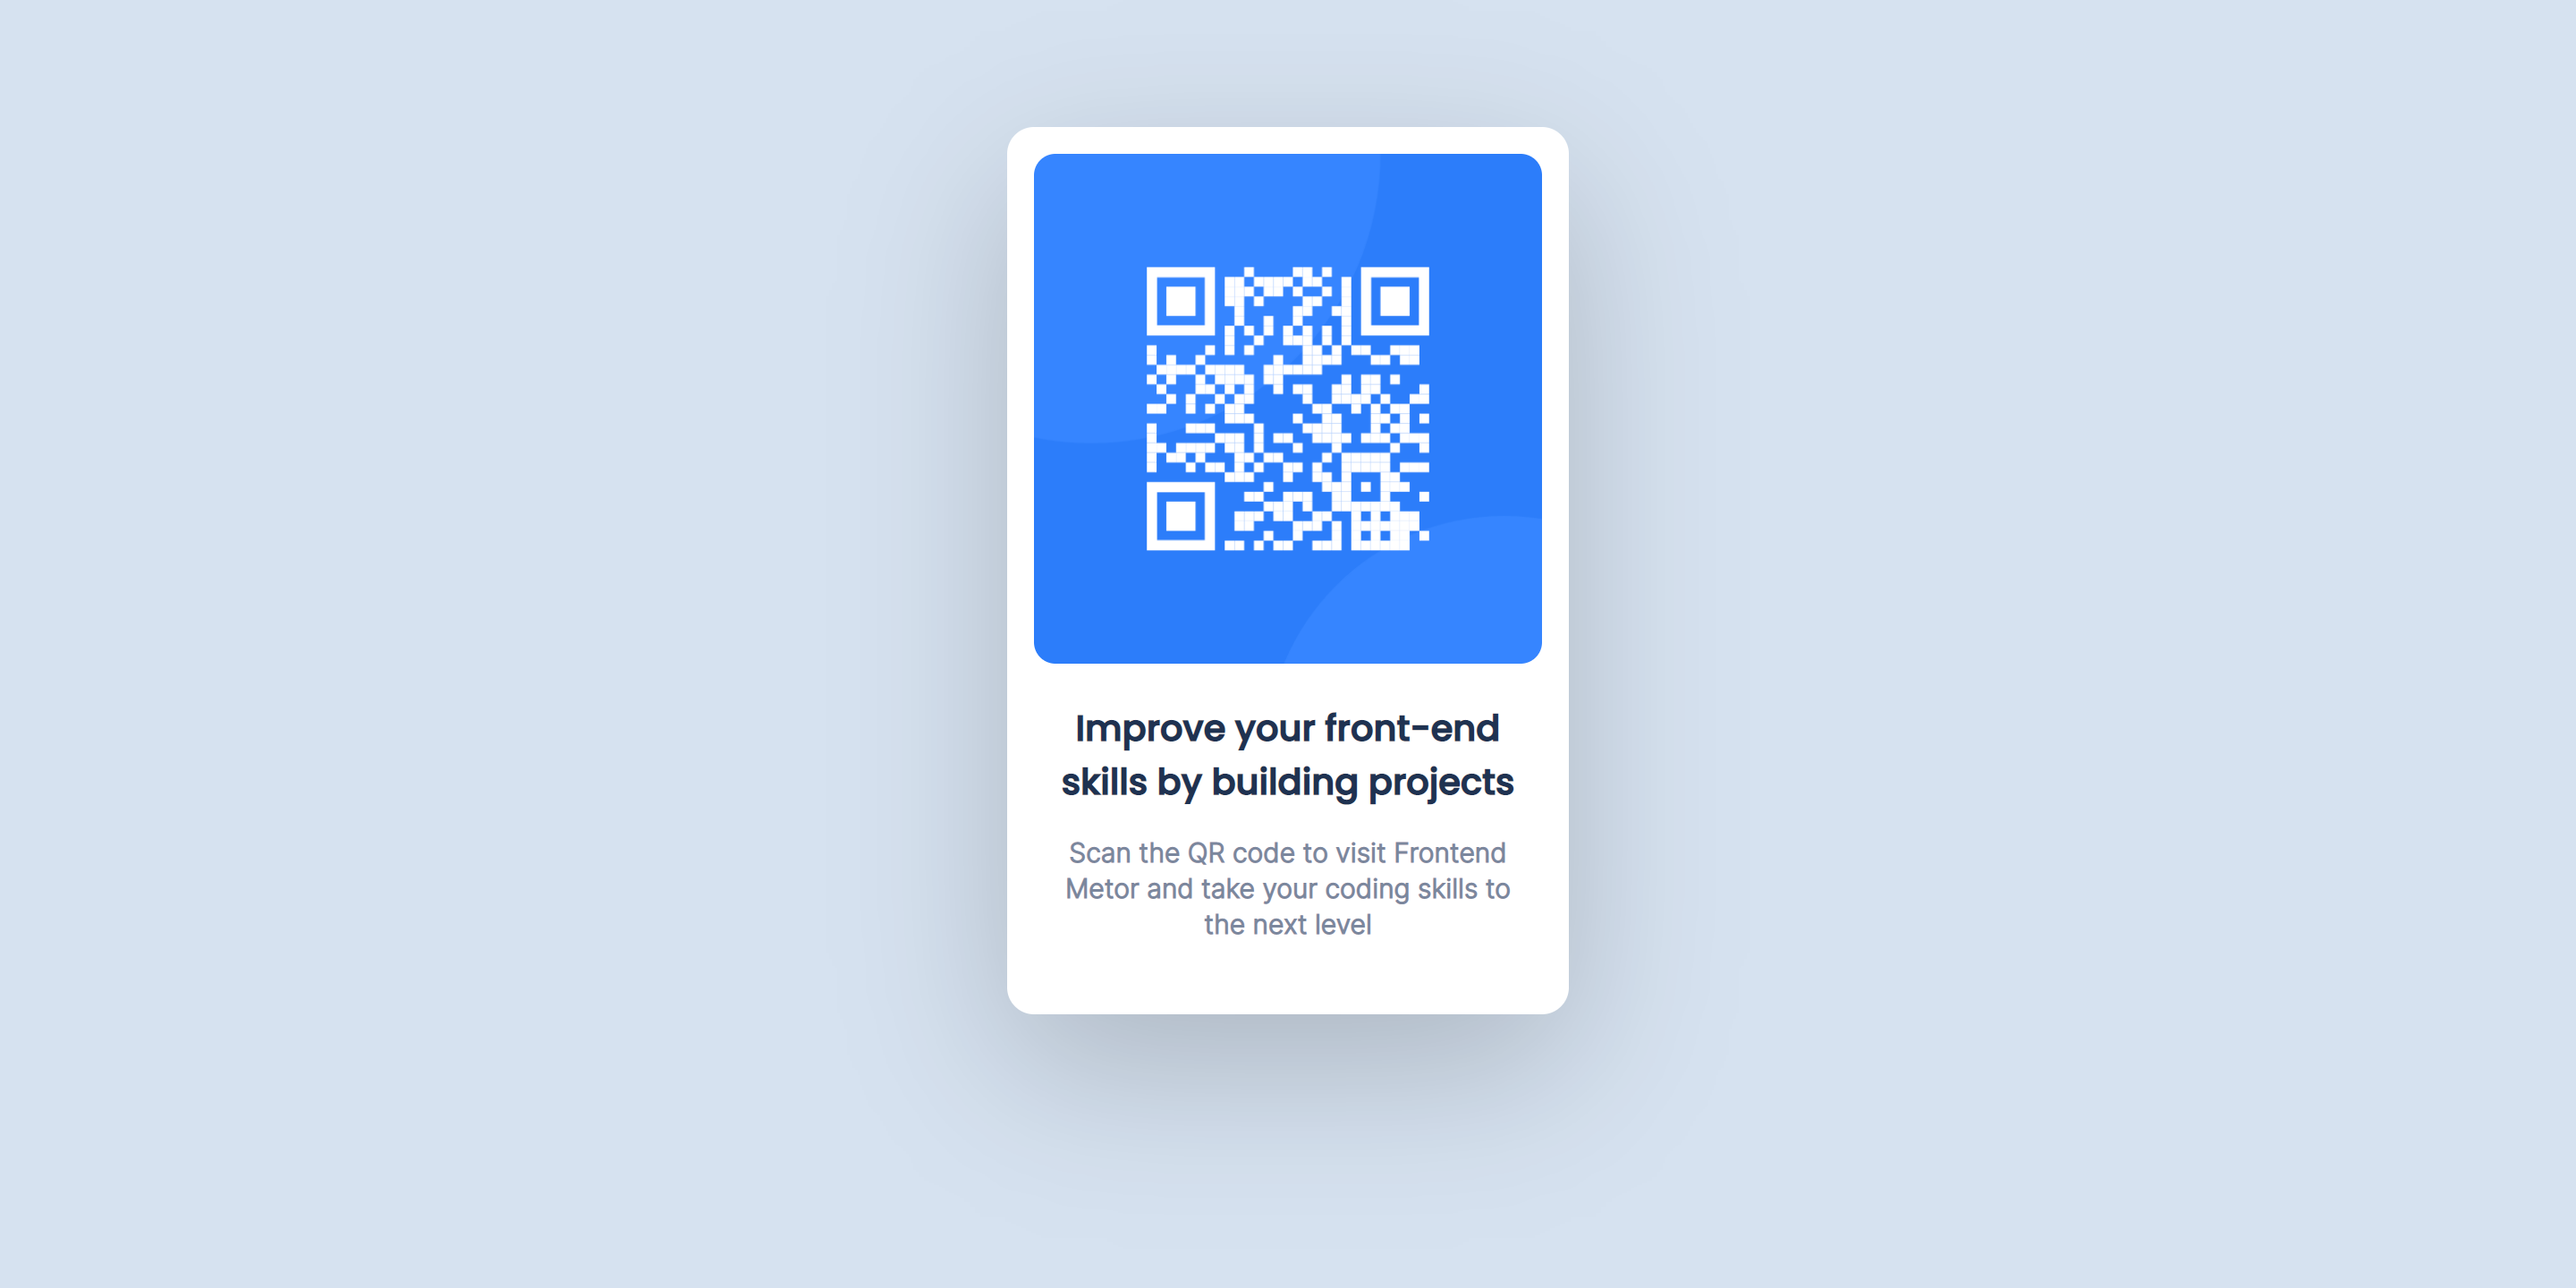 Improve your front-end
skills by building projects
Scan the QR code to visit Frontend
Metor and take your coding skills to
the next level